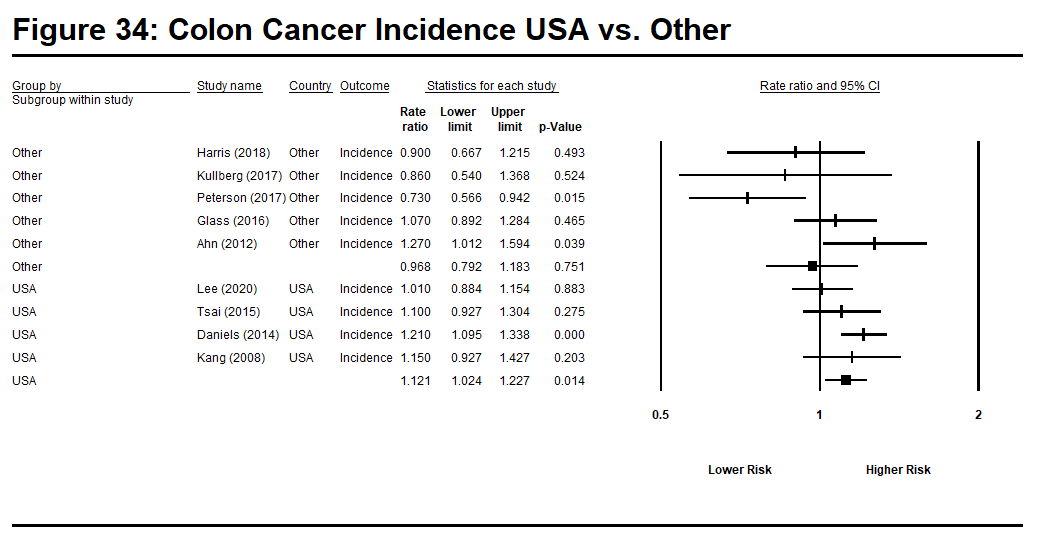 Figure 34: Colon Cancer Incidence USA vs. Other
Group by Study name Country Outcome Statistics for each study Rate ratio and 95% CI
Subgroup within study
Rate Lower Upper
ratio limit limit p-Value
Other Harris (2018) Other Incidence 0.900 0.667 1.215 0.493
Other Kullberg (2017) Other Incidence 0.860 0.540 1.368 0.524
Other Peterson (2017) Other Incidence 0.730 0.566 0.942 0.015
Other Glass (2016) Other Incidence 1.070 0.892 1.284 0.465
Other Ahn (2012) Other Incidence 1.270 1.012 1.594 0.039
Other 0.968 0.792 1.183 0.751
USA Lee (2020) USA Incidence 1.010 0.884 1.154 0.883
USA Tsai (2015) USA Incidence 1.100 0.927 1.304 0.275
USA Daniels (2014) USA Incidence 1.210 1.095 1.338 0.000
USA Kang (2008) USA Incidence 1.150 0.927 1.427 0.203
USA 1.121 1.024 1.227 0.014
0.5 1 2
Lower Risk Higher Risk